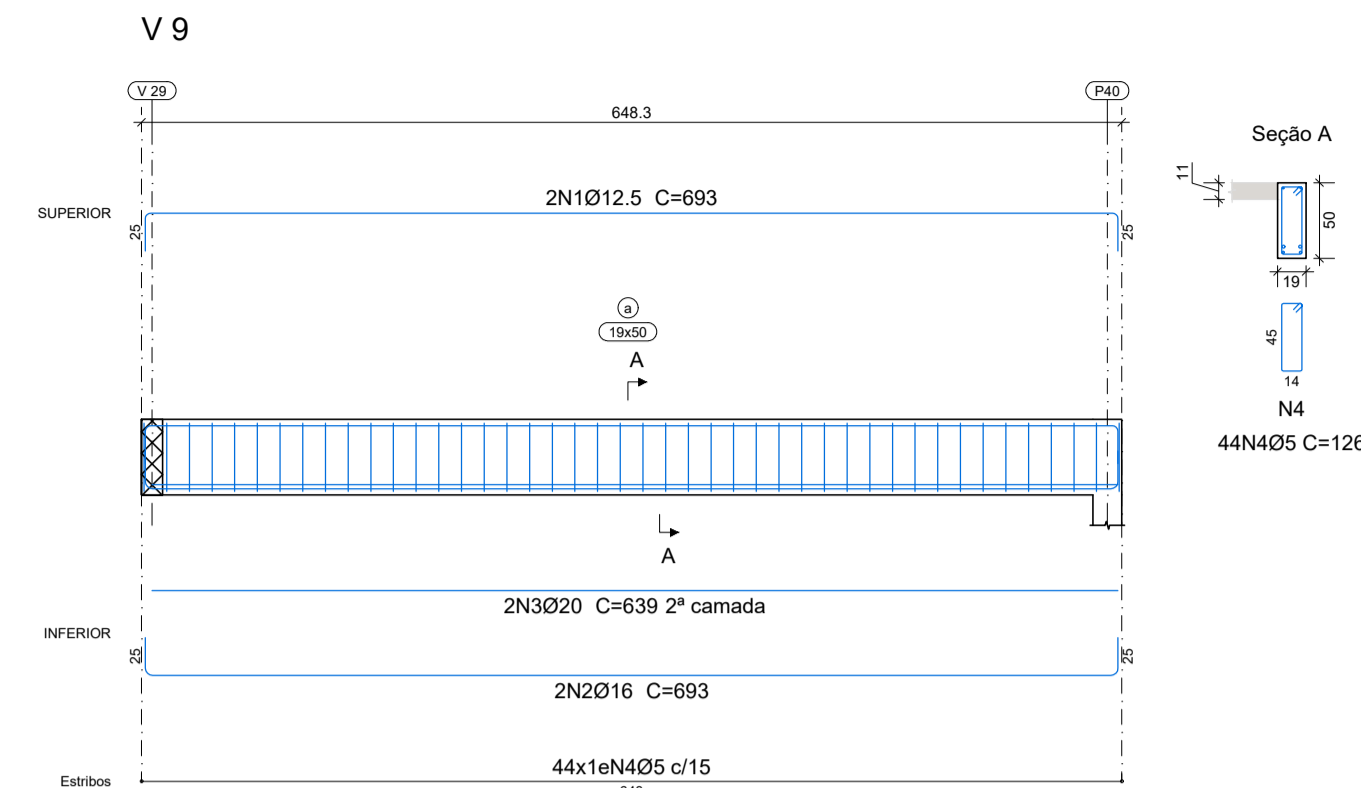 V 9
V 29
P40
648.3
Seção A
11
2N1Ø12.5 C=693
SUPERIOR
25
25
50
19
a
19x50
A
45
14
N4
44N4Ø5 C=126
A
2N3Ø20 C=639 2ª camada
INFERIOR
25
25
2N2Ø16 C=693
44x1eN4Ø5 c/15
Estribos